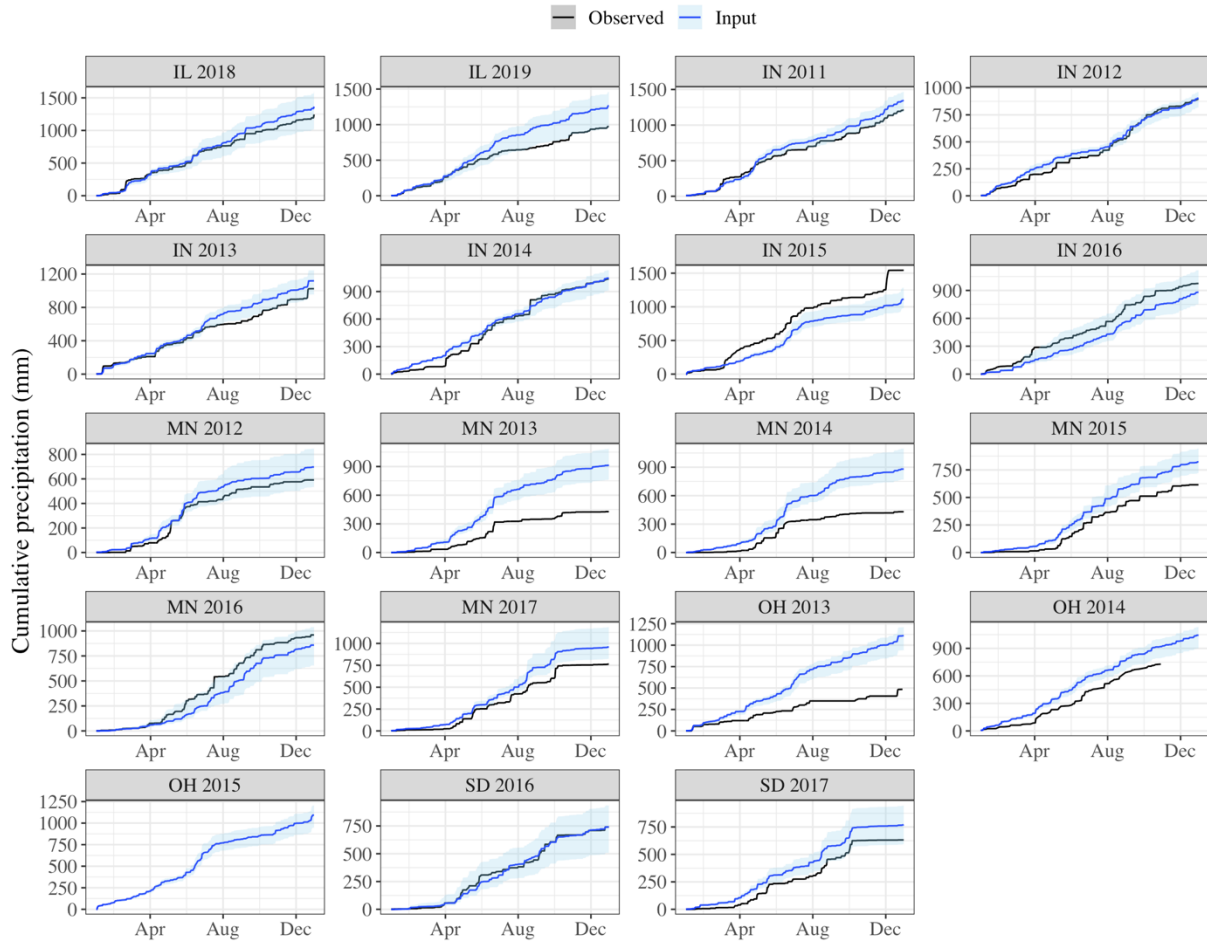 Observed Input
IL 2018 IL 2019 IN 2011 IN 2012
1500 1000 500 0
1500 1000 500 0
1500 1000 500 0
1000 750 500 250 0
Apr Aug Dec Apr Aug Dec Apr Aug Dec Apr Aug Dec
IN 2013 IN 2014 IN 2015 IN 2016
1200 800 400 0
900 600 300 0
1500 1000 500 0
900 600 300 0
Apr Aug Dec Apr Aug Dec Apr Aug Dec Apr Aug Dec
Cumulative precipitation (mm)
MN 2012 MN 2013 MN 2014 MN 2015
800 600 400 200 0
900 600 300 0
900 600 300 0
750 500 250 0
Apr Aug Dec Apr Aug Dec Apr Aug Dec Apr Aug Dec
MN 2016 MN 2017 OH 2013 OH 2014
1000 750 500 250 0
1000 750 500 250 0
1250 1000 750 500 250 0
900 600 300 0
Apr Aug Dec Apr Aug Dec Apr Aug Dec Apr Aug Dec
OH 2015 SD 2016 SD 2017
1250 1000 750 500 250 0
750 500 250 0
750 500 250 0
Apr Aug Dec Apr Aug Dec Apr Aug Dec